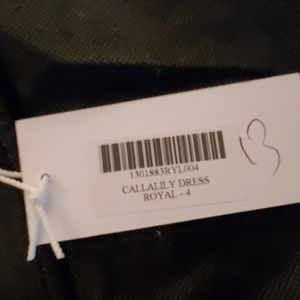 1301883RYL004
CALLALILY DRESS
ROYAL - 4
13